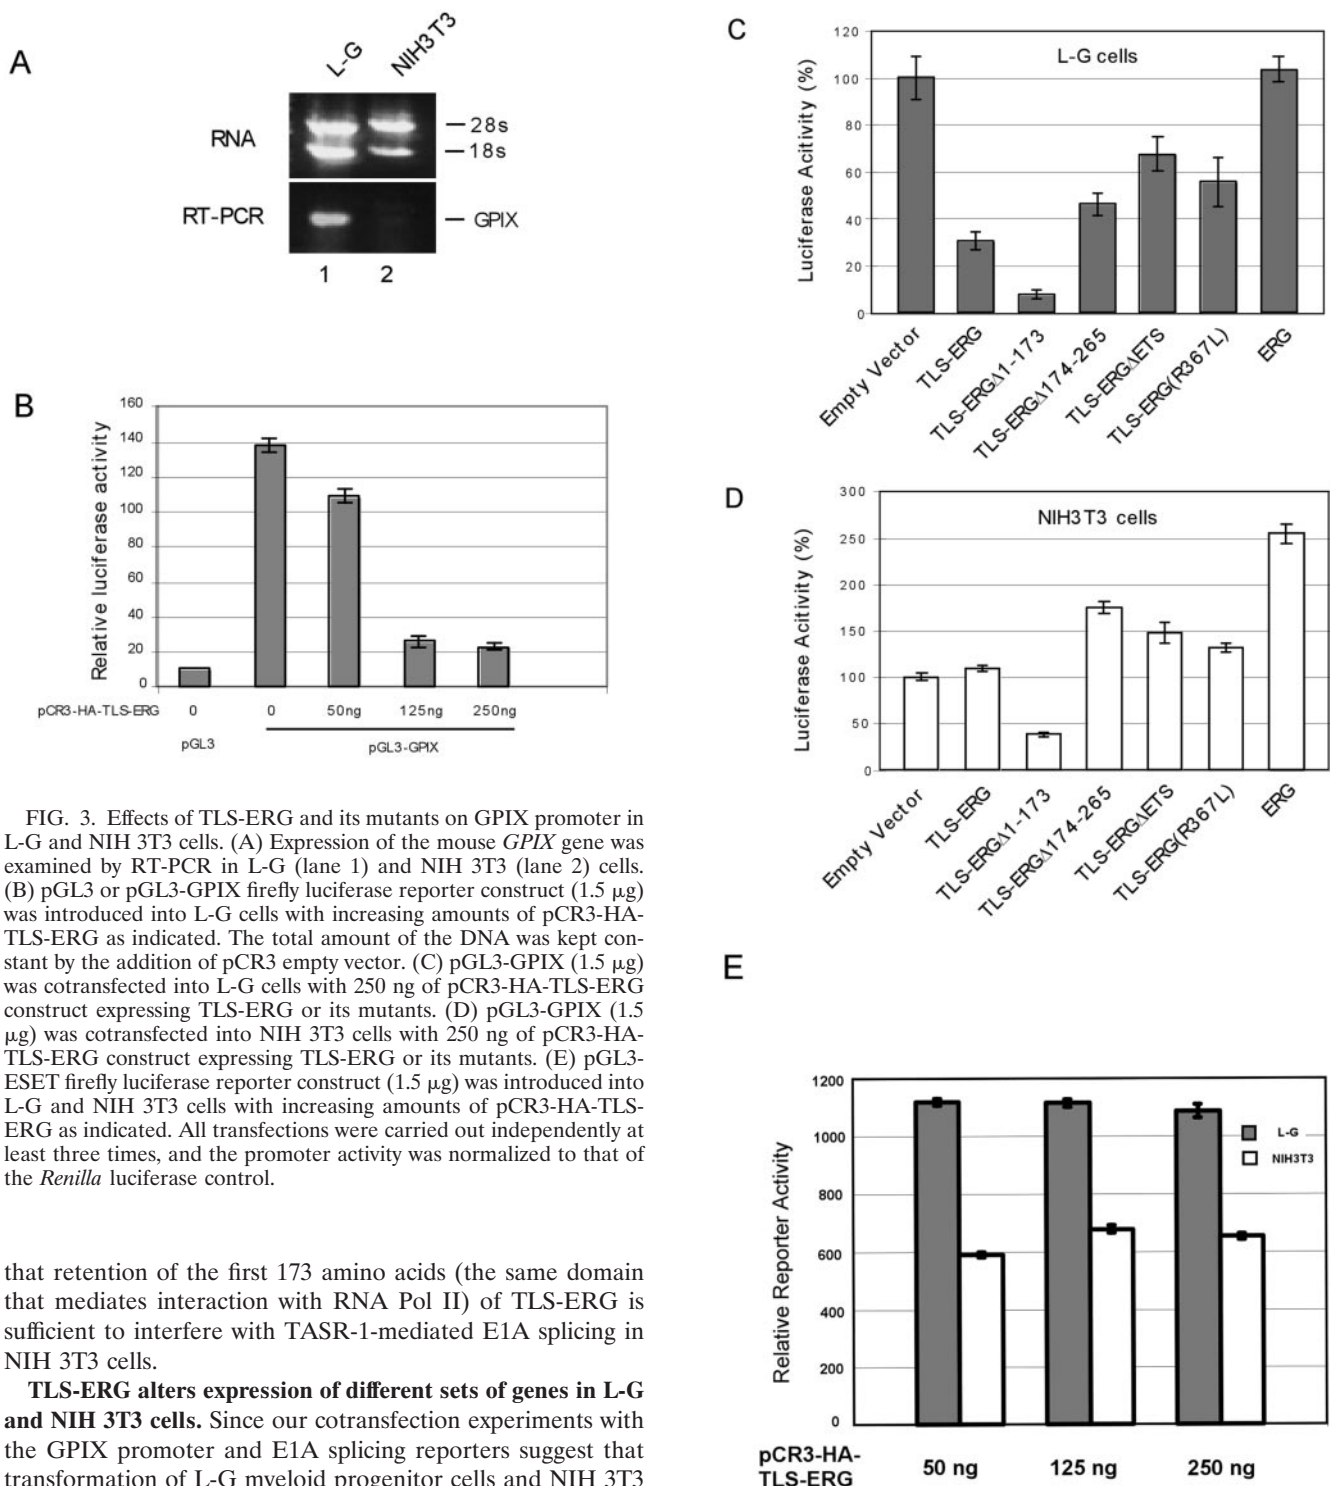 A
L-G
NIH3T3
RNA
28s
18s
RT-PCR
GPIX
1 2
B
Relative luciferase activity
160
140
120
100
80
60
40
20
0
pCR3-HA-TLS-ERG 0 0 50ng 125ng 250ng
pGL3 pGL3-GPIX
FIG. 3. Effects of TLS-ERG and its mutants on GPIX promoter in
L-G and NIH 3T3 cells. (A) Expression of the mouse GPIX gene was
examined by RT-PCR in L-G (lane 1) and NIH 3T3 (lane 2) cells.
(B) pGL3 or pGL3-GPIX firefly luciferase reporter construct (1.5 μg)
was introduced into L-G cells with increasing amounts of pCR3-HA-
TLS-ERG as indicated. The total amount of the DNA was kept con-
stant by the addition of pCR3 empty vector. (C) pGL3-GPIX (1.5 μg)
was cotransfected into L-G cells with 250 ng of pCR3-HA-TLS-ERG
construct expressing TLS-ERG or its mutants. (D) pGL3-GPIX (1.5
μg) was cotransfected into NIH 3T3 cells with 250 ng of pCR3-HA-
TLS-ERG construct expressing TLS-ERG or its mutants. (E) pGL3-
ESET firefly luciferase reporter construct (1.5 μg) was introduced into
L-G and NIH 3T3 cells with increasing amounts of pCR3-HA-TLS-
ERG as indicated. All transfections were carried out independently at
least three times, and the promoter activity was normalized to that of
the Renilla luciferase control.
that retention of the first 173 amino acids (the same domain
that mediates interaction with RNA Pol II) of TLS-ERG is
sufficient to interfere with TASR-1-mediated E1A splicing in
NIH 3T3 cells.
TLS-ERG alters expression of different sets of genes in L-G
and NIH 3T3 cells. Since our cotransfection experiments with
the GPIX promoter and E1A splicing reporters suggest that
transformation of L-G myeloid progenitor cells and NIH 3T3
C
L-G cells
Luciferase Acitivity (%)
120
100
80
60
40
20
0
Empty Vector
TLS-ERG
TLS-ERGΔ1-173
TLS-ERGΔ174-265
TLS-ERGΔETS
TLS-ERG(R367L)
ERG
D
NIH3T3 cells
Luciferase Acitivity (%)
300
250
200
150
100
50
0
Empty Vector
TLS-ERG
TLS-ERGΔ1-173
TLS-ERGΔ174-265
TLS-ERGΔETS
TLS-ERG(R367L)
ERG
E
Relative Reporter Activity
1200
1000
800
600
400
200
0
L-G
NIH3T3
pCR3-HA-
TLS-ERG 50 ng 125 ng 250 ng